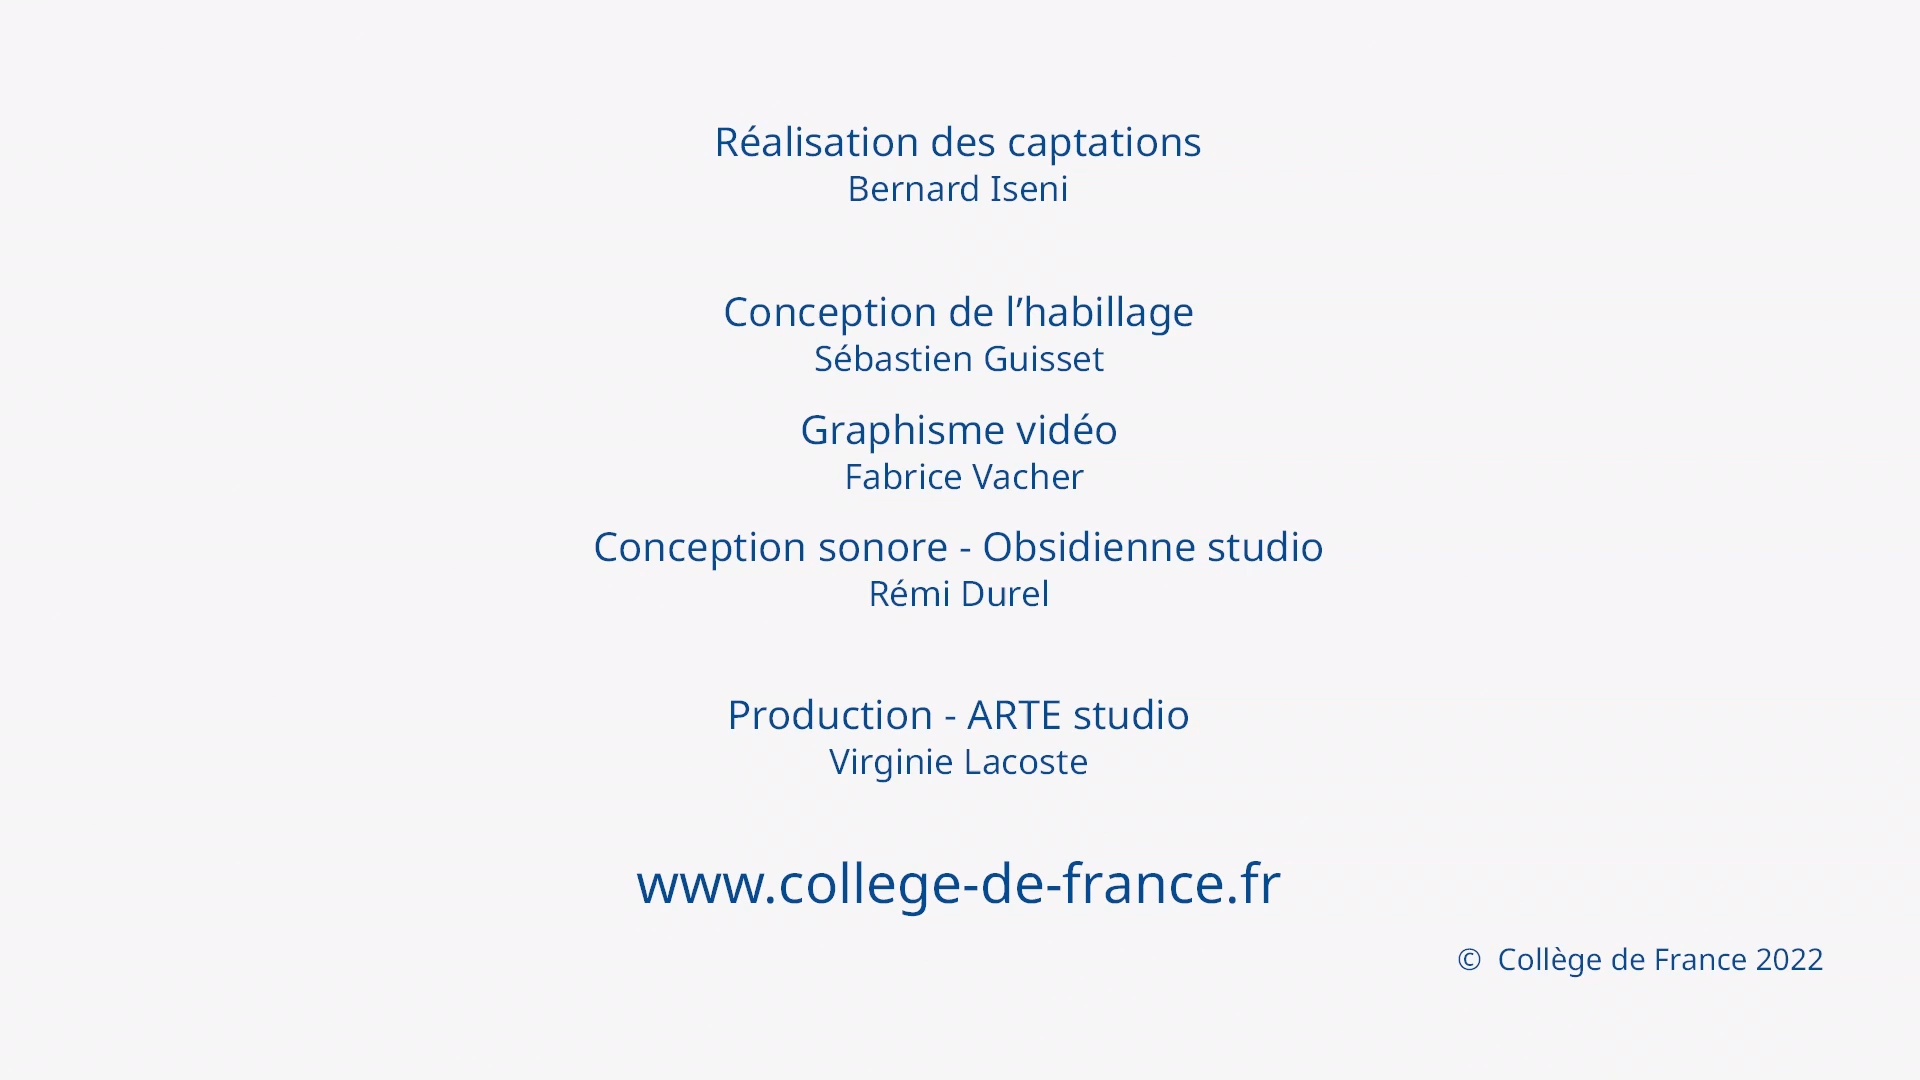 Réalisation des captations
Bernard Iseni
Conception de l’habillage
Sébastien Guisset
Graphisme vidéo
Fabrice Vacher
Conception sonore - Obsidienne studio
Rémi Durel
Production - ARTE studio
Virginie Lacoste
www.college-de-france.fr
© Collège de France 2022